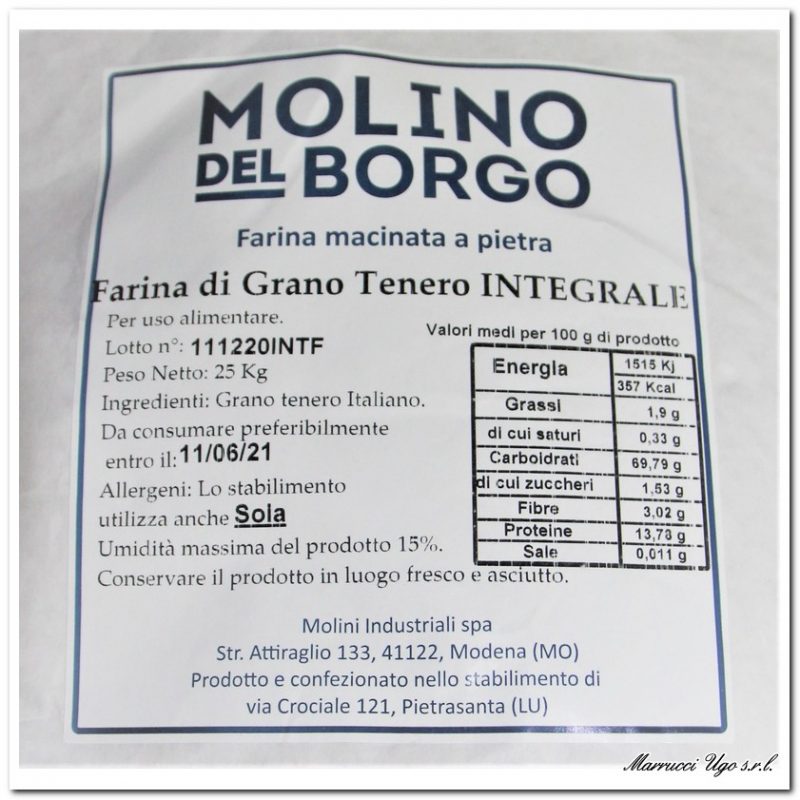 MOLINO
DEL BORGO
Farina macinata a pietra
Farina di Grano Tenero INTEGRALE
Per uso alimentare.
Lotto n°: 111220INTF
Peso Netto: 25 Kg
Ingredienti: Grano tenero Italiano.
Da consumare preferibilmente
entro il: 11/06/21
Allergeni: Lo stabilimento
utilizza anche Soia
Umidità massima del prodotto 15%.
Conservare il prodotto in luogo fresco e asciutto.
Valori medi per 100 g di prodotto
Energia 1515 Kj
357 Kcal
Grassi 1,9 g
di cui saturi 0,33 g
Carboidrati 69,79 g
di cui zuccheri 1,53 g
Fibre 3,02 g
Proteine 13,78 g
Sale 0,011 g
Molini Industriali spa
Str. Attiraglio 133, 41122, Modena (MO)
Prodotto e confezionato nello stabilimento di
via Crociale 121, Pietrasanta (LU)
Marrucci Ugo s.r.l.